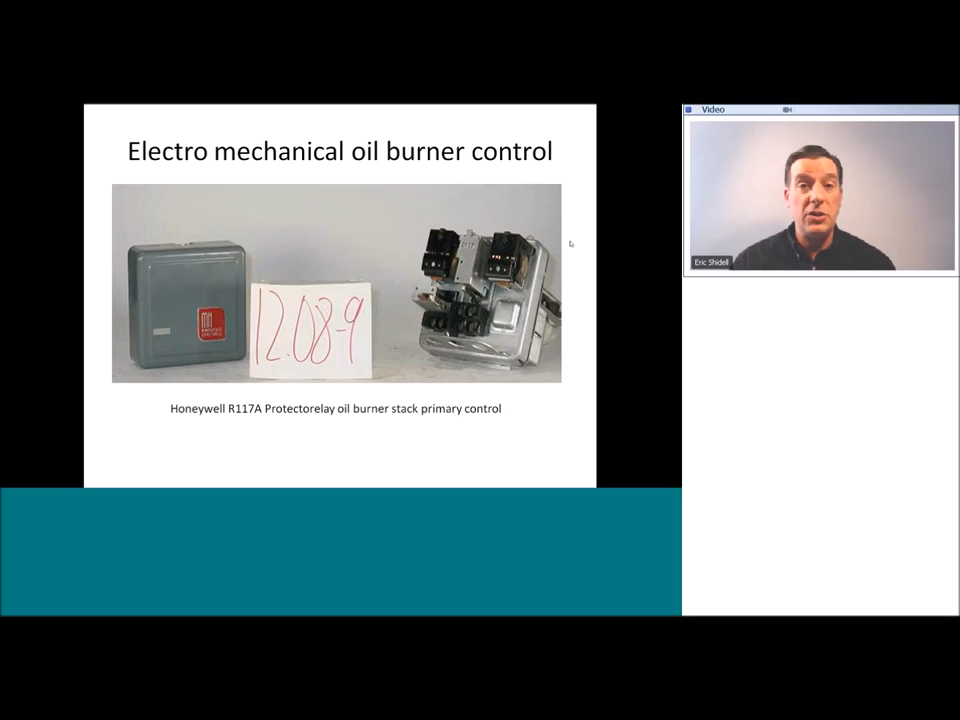 Electro mechanical oil burner control
12.08-9
MH
Honeywell R117A Protectorelay oil burner stack primary control
Video
Eric Shidell